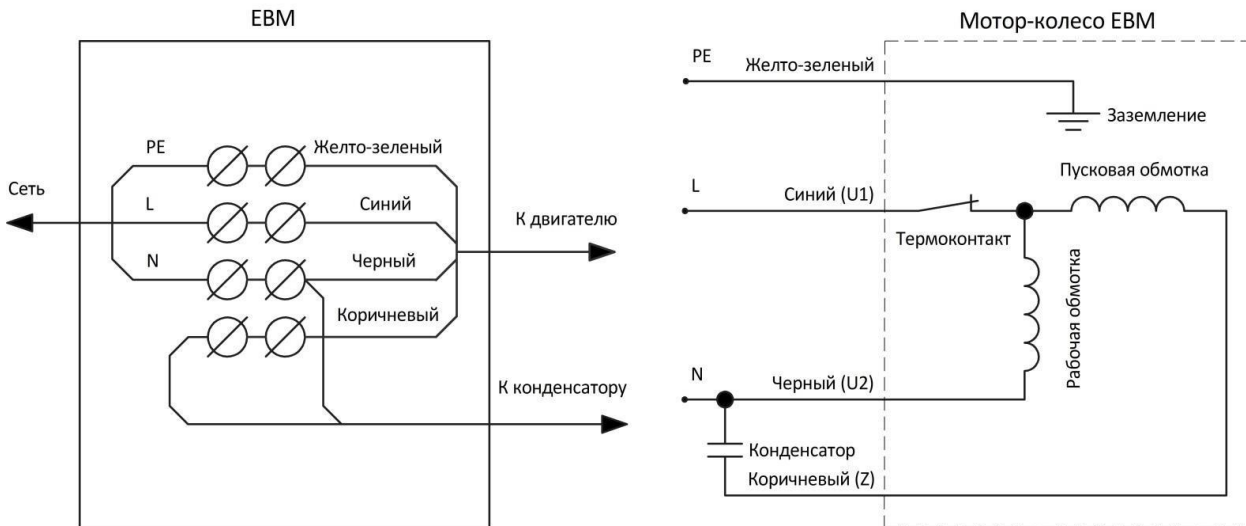 EBM
PE
Желто-зеленый
Сеть
L
Синий
К двигателю
N
Черный
Коричневый
К конденсатору
Мотор-колесо EBM
PE
Желто-зеленый
Заземление
Пусковая обмотка
L
Синий (U1)
Термоконтакт
Рабочая обмотка
N
Черный (U2)
Конденсатор
Коричневый (Z)